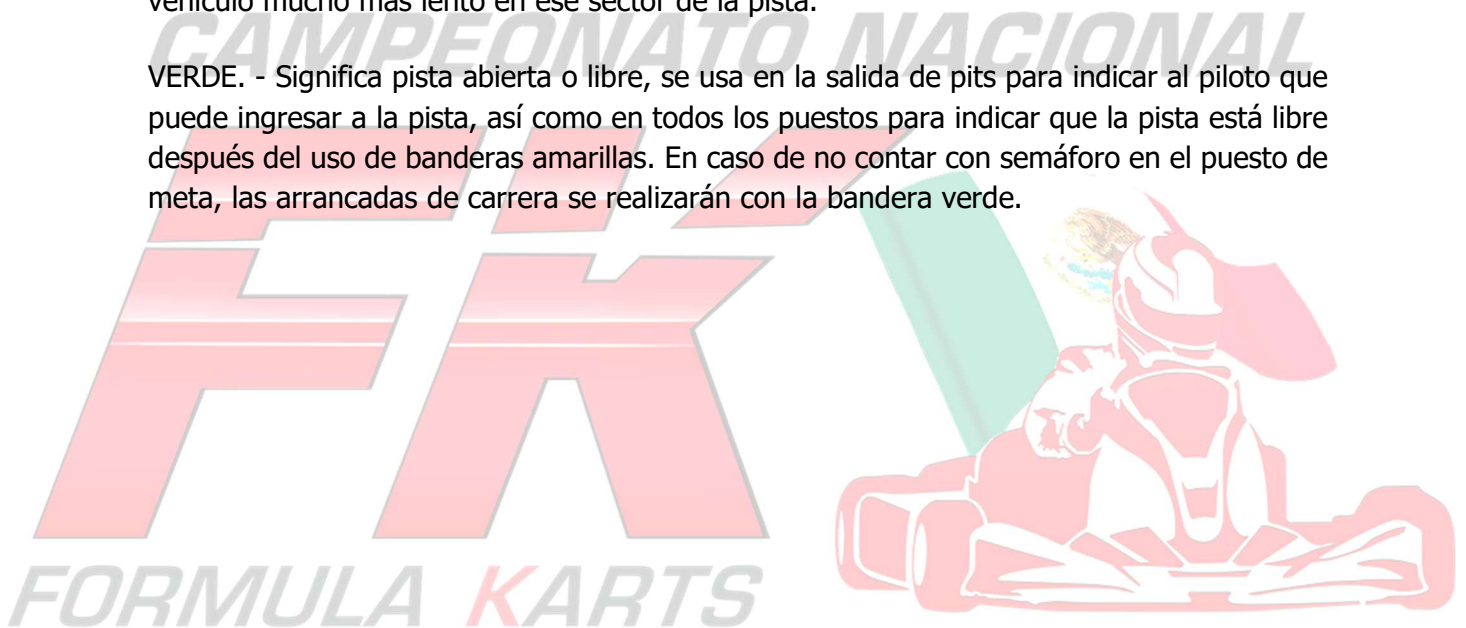 vehículo mucho más lento en ese sector de la pista.
CAMPEONATO NACIONAL
VERDE. - Significa pista abierta o libre, se usa en la salida de pits para indicar al piloto que
puede ingresar a la pista, así como en todos los puestos para indicar que la pista está libre
después del uso de banderas amarillas. En caso de no contar con semáforo en el puesto de
meta, las arrancadas de carrera se realizarán con la bandera verde.
FK
FORMULA KARTS